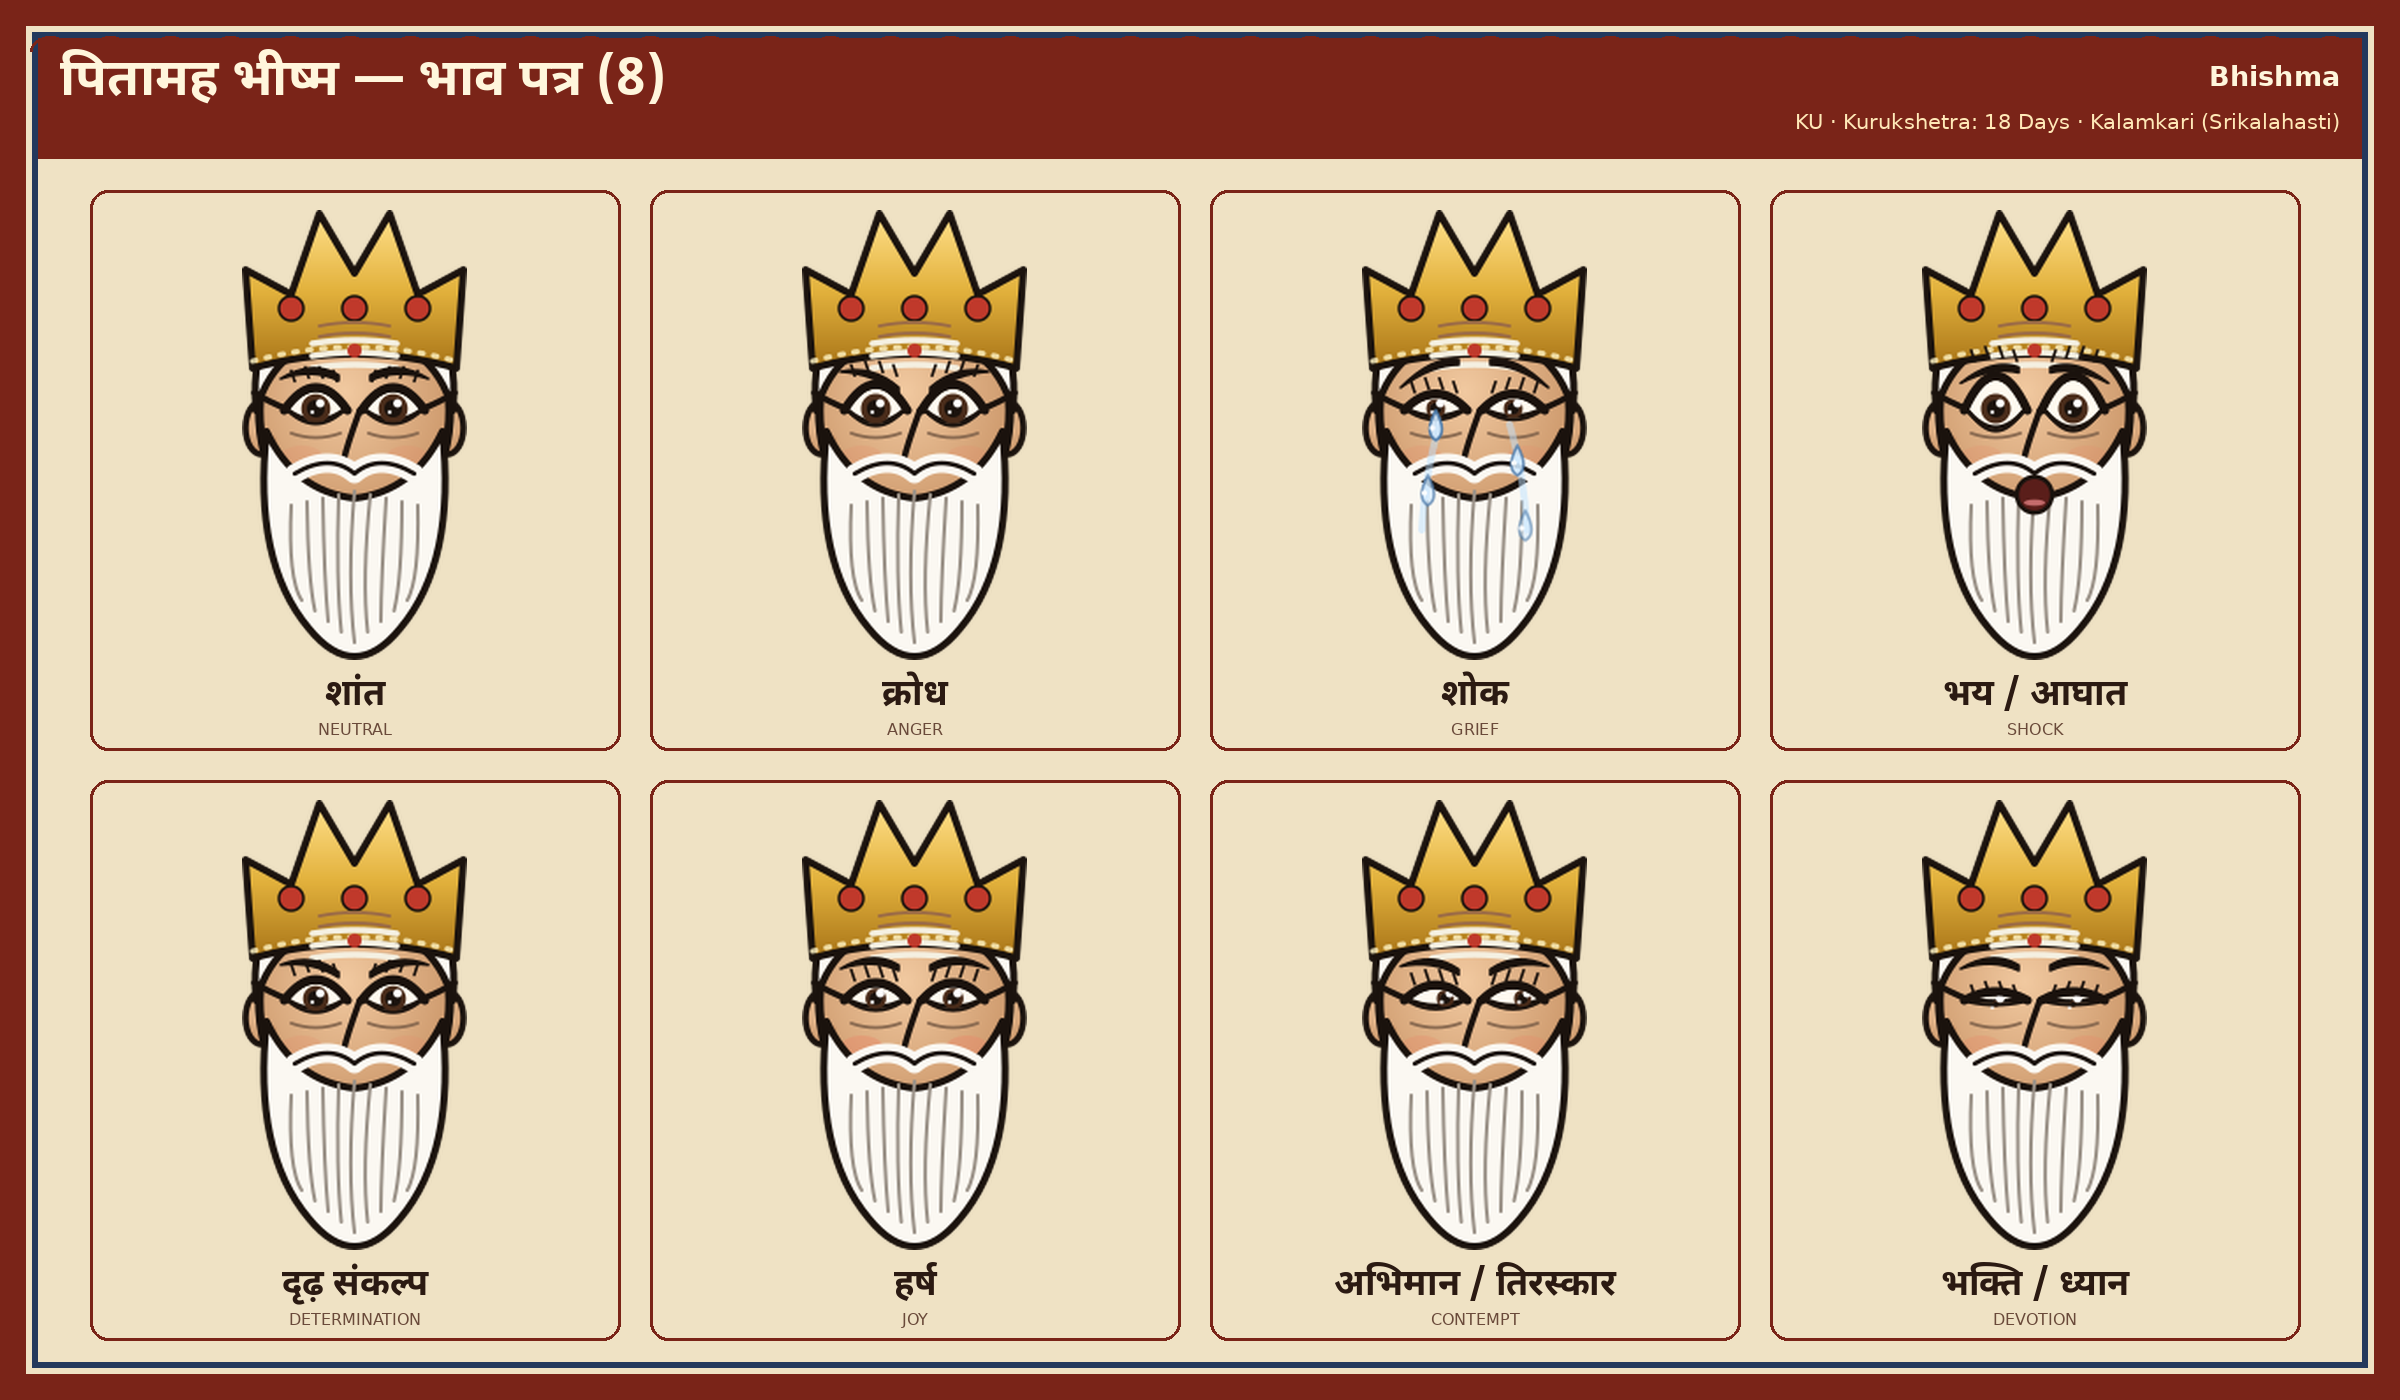 पितामह भीष्म — भाव पत्र (8)
Bhishma
KU · Kurukshetra: 18 Days · Kalamkari (Srikalahasti)
शांत
NEUTRAL
क्रोध
ANGER
शोक
GRIEF
भय / आघात
SHOCK
दृढ़ संकल्प
DETERMINATION
हर्ष
JOY
अभिमान / तिरस्कार
CONTEMPT
भक्ति / ध्यान
DEVOTION